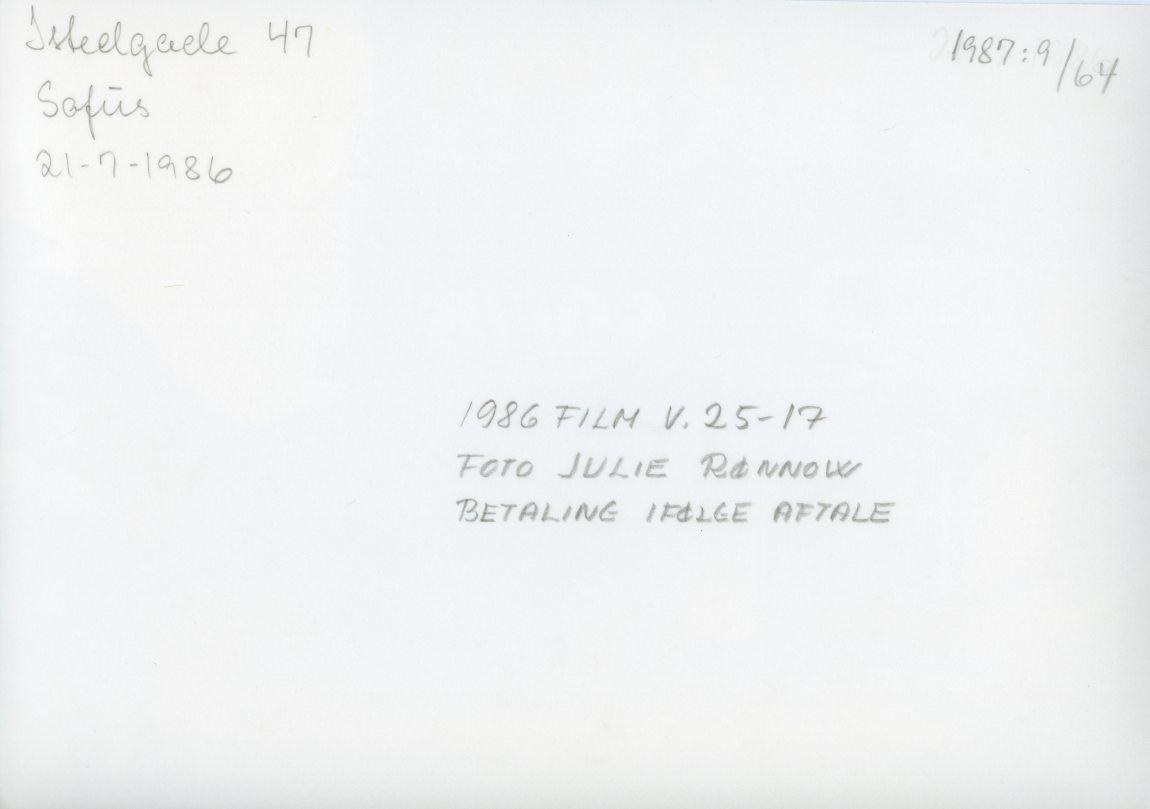 Istedgade 47
Sofus
21-7-1986
1987:9/64
1986 FILM V. 25-17
FOTO JULIE RØNNOW
BETALING IFØLGE AFTALE